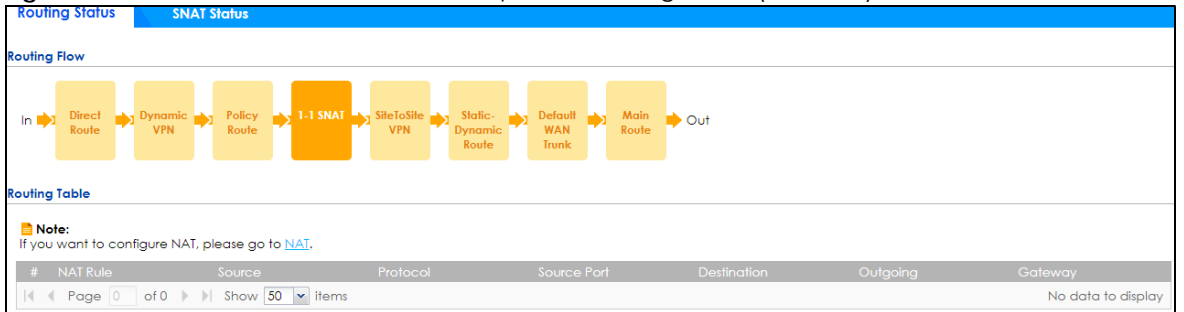 Routing Status SNAT Status
Routing Flow
In Direct Route Dynamic VPN Policy Route 1-1 SNAT SiteToSite VPN Static-Dynamic Route Default WAN Trunk Main Route Out
Routing Table
Note:
If you want to configure NAT, please go to NAT.
# NAT Rule Source Protocol Source Port Destination Outgoing Gateway
Page 0 of 0 Show 50 items No data to display